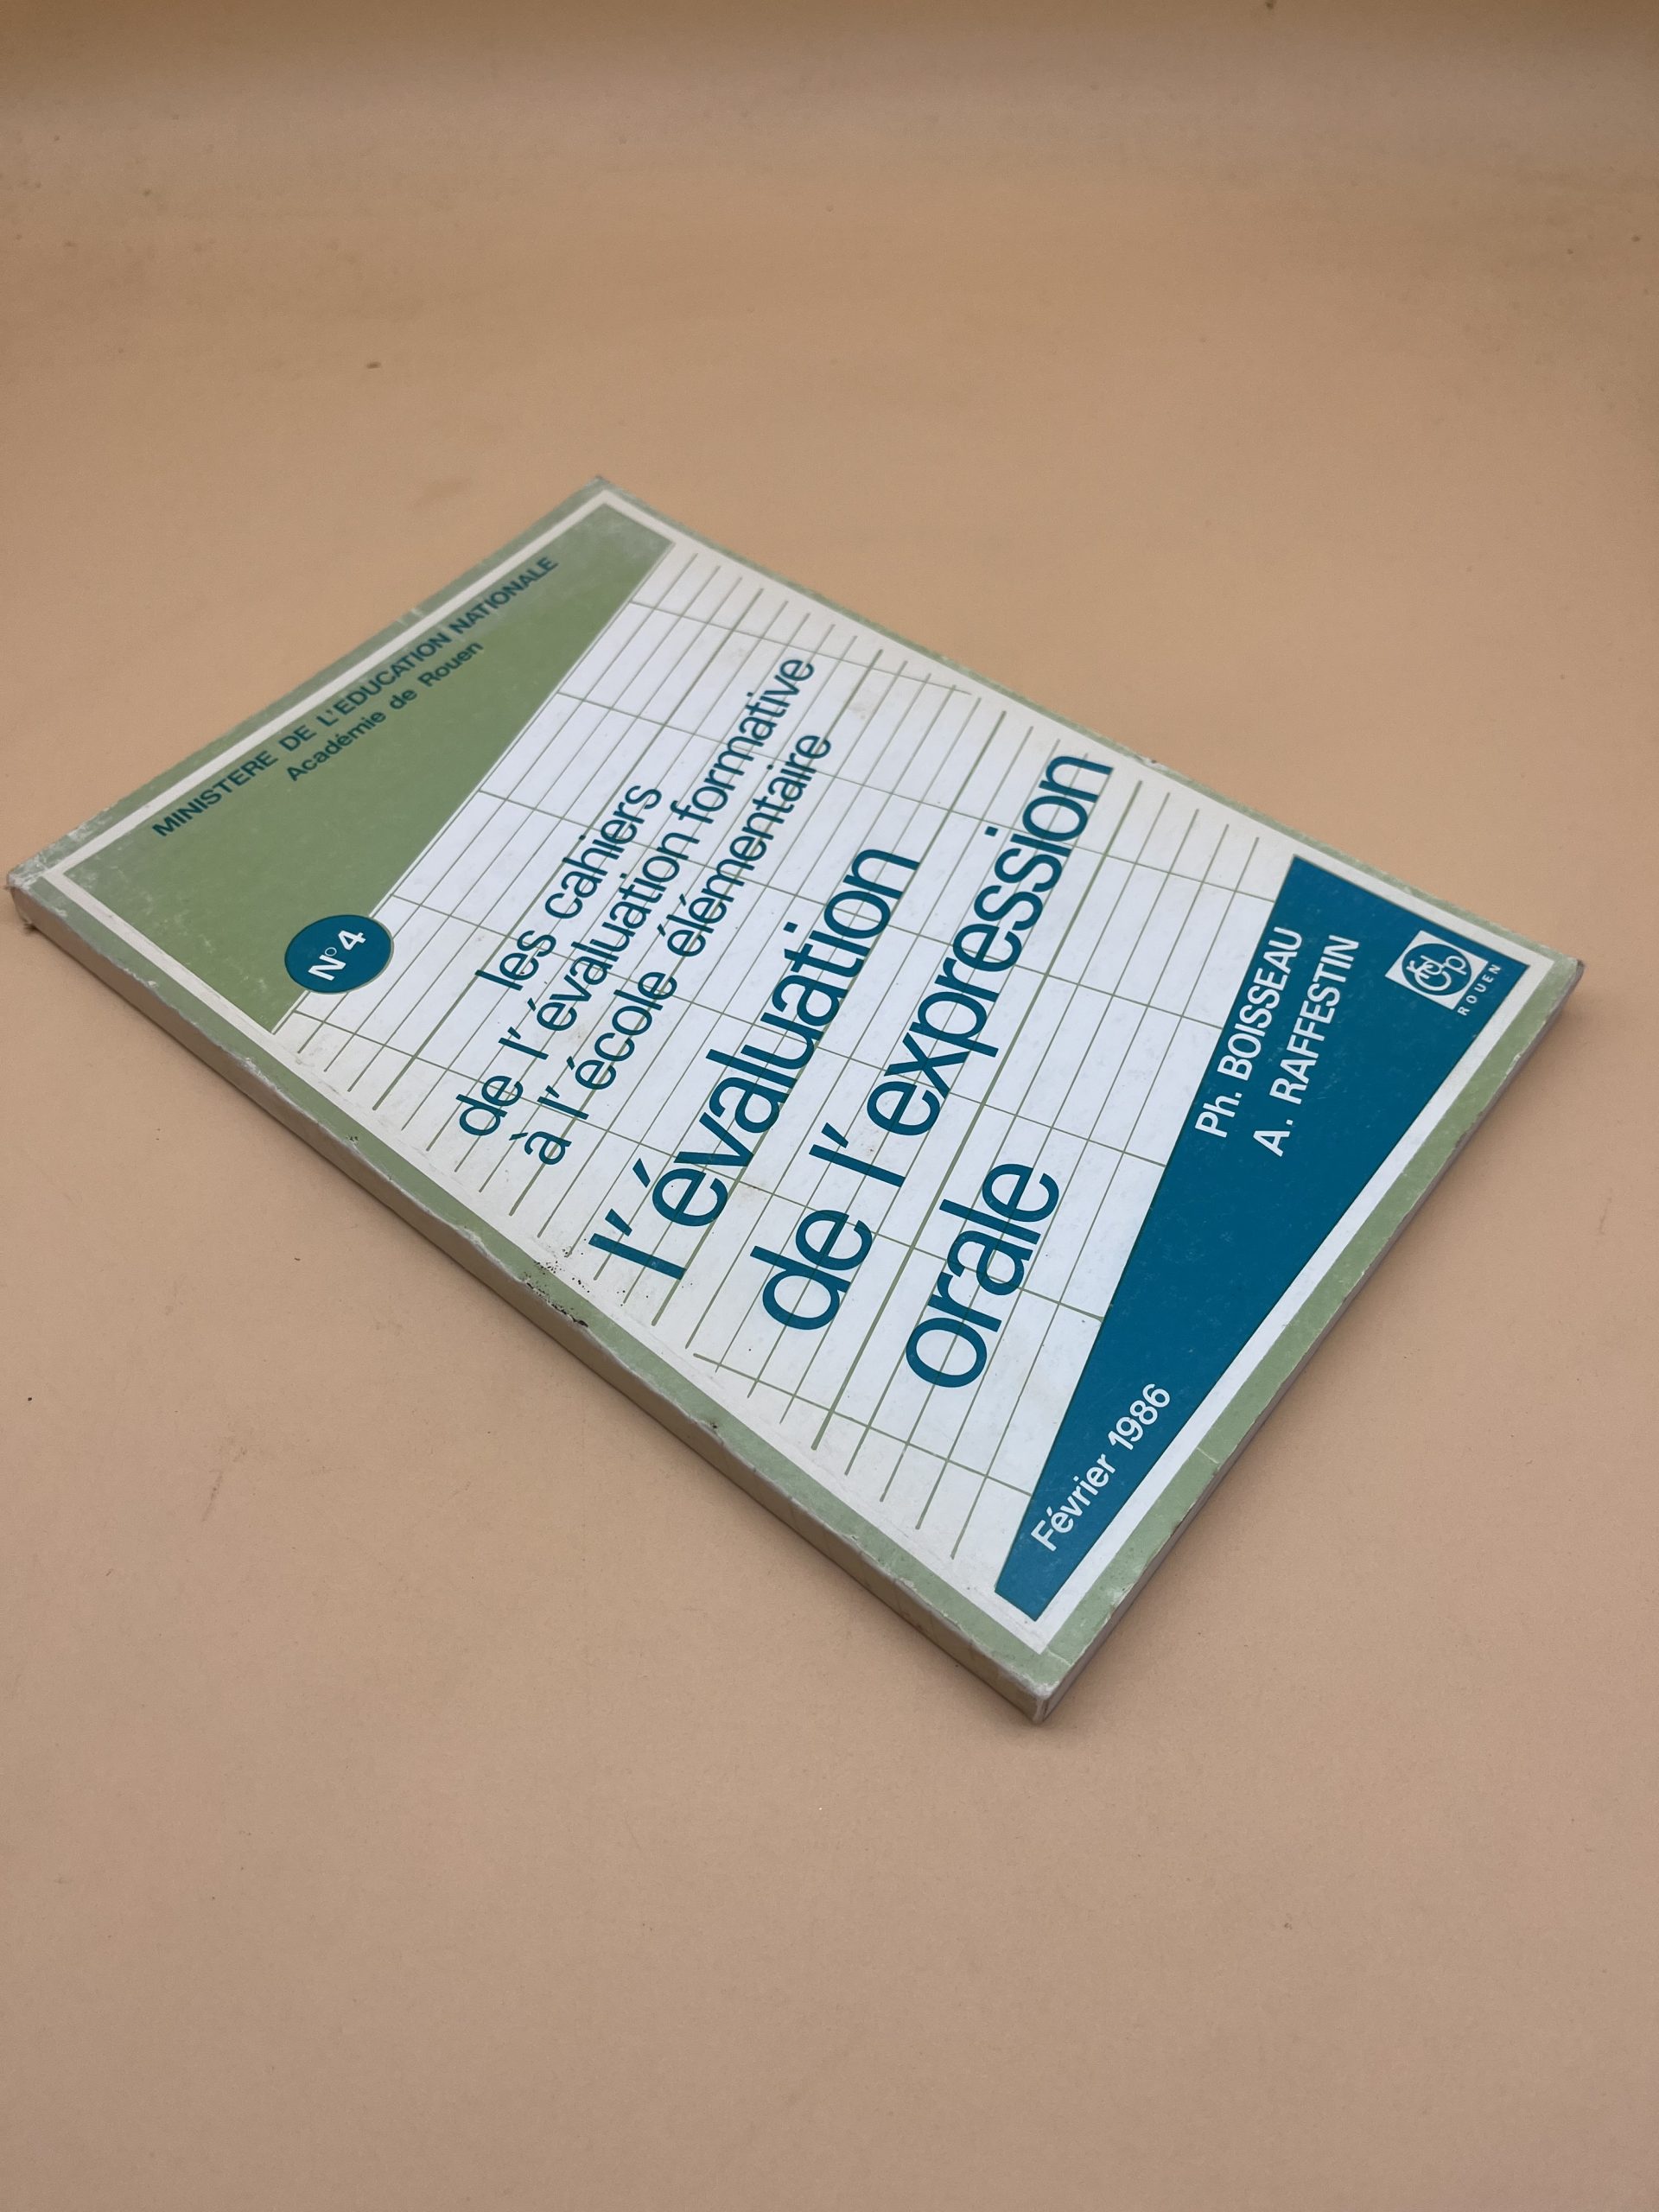 MINISTERE DE L'EDUCATION NATIONALE
Académie de Rouen
N° 4
les cahiers
de l'évaluation formative
à l'école élémentaire
l'évaluation
de l'expression
orale
Ph. BOISSEAU
A. RAFFESTIN
Février 1986
crdp
ROUEN